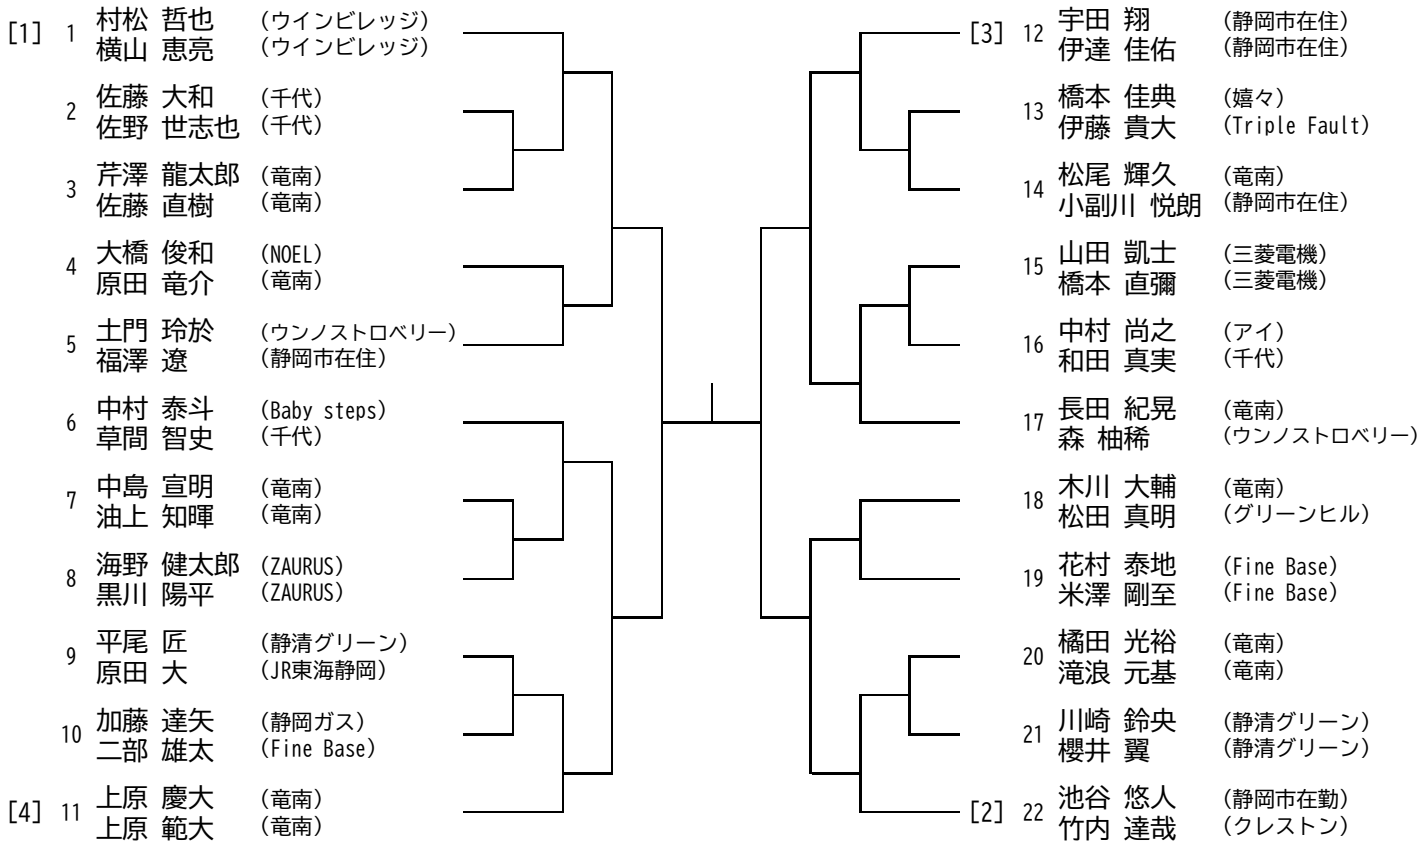 [1] 1 村松 哲也 (ウインビレッジ)
横山 恵亮 (ウインビレッジ)
2 佐藤 大和 (千代)
佐野 世志也 (千代)
3 芹澤 龍太郎 (竜南)
佐藤 直樹 (竜南)
4 大橋 俊和 (NOEL)
原田 竜介 (竜南)
5 土門 玲於 (ウンノストロベリー)
福澤 遼 (静岡市在住)
6 中村 泰斗 (Baby steps)
草間 智史 (千代)
7 中島 宣明 (竜南)
油上 知暉 (竜南)
8 海野 健太郎 (ZAURUS)
黒川 陽平 (ZAURUS)
9 平尾 匠 (静清グリーン)
原田 大 (JR東海静岡)
10 加藤 達矢 (静岡ガス)
二部 雄太 (Fine Base)
[4] 11 上原 慶大 (竜南)
上原 範大 (竜南)
[3] 12 宇田 翔 (静岡市在住)
伊達 佳佑 (静岡市在住)
13 橋本 佳典 (嬉々)
伊藤 貴大 (Triple Fault)
14 松尾 輝久 (竜南)
小副川 悦朗 (静岡市在住)
15 山田 凱士 (三菱電機)
橋本 直彌 (三菱電機)
16 中村 尚之 (アイ)
和田 真実 (千代)
17 長田 紀晃 (竜南)
森 柚稀 (ウンノストロベリー)
18 木川 大輔 (竜南)
松田 真明 (グリーンヒル)
19 花村 泰地 (Fine Base)
米澤 剛至 (Fine Base)
20 橘田 光裕 (竜南)
滝浪 元基 (竜南)
21 川崎 鈴央 (静清グリーン)
櫻井 翼 (静清グリーン)
[2] 22 池谷 悠人 (静岡市在勤)
竹内 達哉 (クレストン)